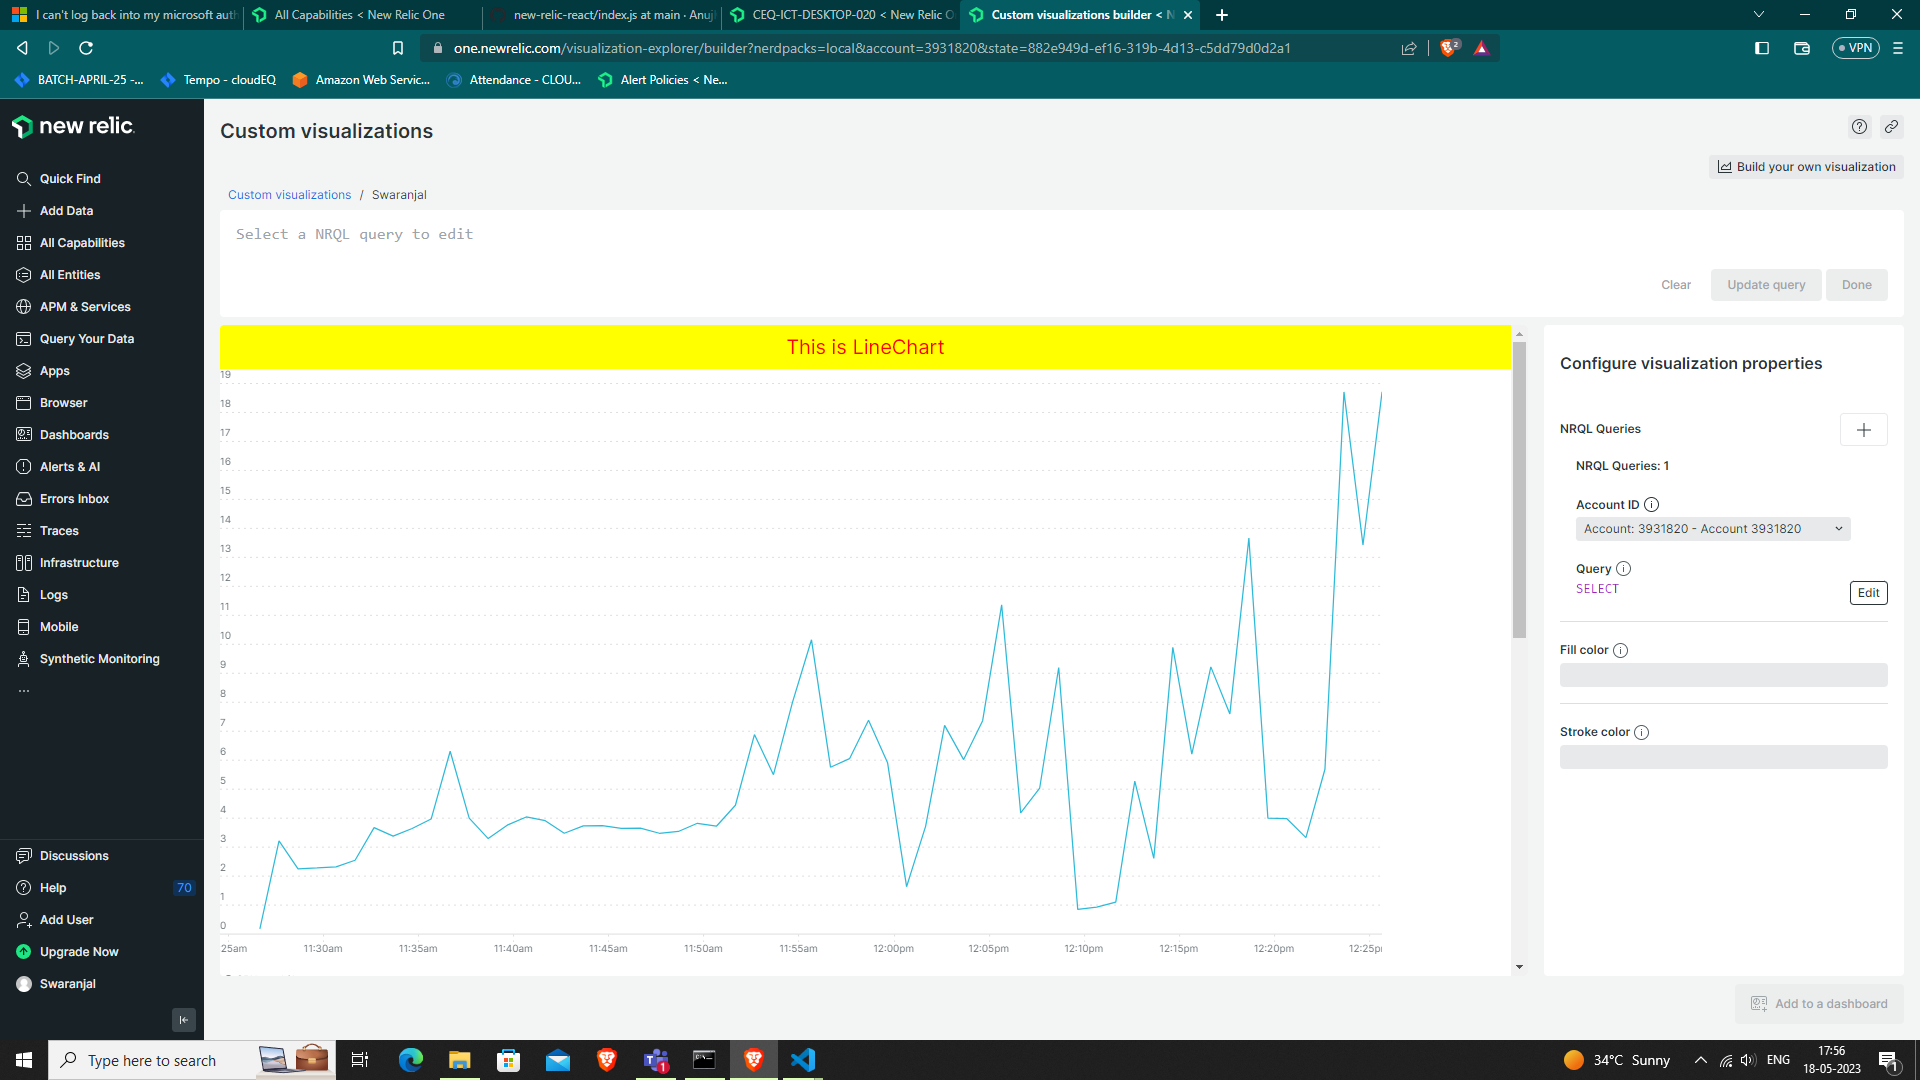 I can't log back into my microsoft auth
All Capabilities < New Relic One
new-relic-react/index.js at main · Anuj
CEQ-ICT-DESKTOP-020 < New Relic O
Custom visualizations builder < N
one.newrelic.com/visualization-explorer/builder?nerdpacks=local&account=3931820&state=882e949d-ef16-319b-4d13-c5dd79d0d2a1
2
VPN
BATCH-APRIL-25 -...
Tempo - cloudEQ
Amazon Web Servic...
Attendance - CLOU...
Alert Policies < Ne...
new relic.
Quick Find
Add Data
All Capabilities
All Entities
APM & Services
Query Your Data
Apps
Browser
Dashboards
Alerts & AI
Errors Inbox
Traces
Infrastructure
Logs
Mobile
Synthetic Monitoring
...
Discussions
Help 70
Add User
Upgrade Now
Swaranjal
Custom visualizations
Build your own visualization
Custom visualizations / Swaranjal
Select a NRQL query to edit
Clear
Update query
Done
This is LineChart
19
18
17
16
15
14
13
12
11
10
9
8
7
6
5
4
3
2
1
0
25am 11:30am 11:35am 11:40am 11:45am 11:50am 11:55am 12:00pm 12:05pm 12:10pm 12:15pm 12:20pm 12:25p
Configure visualization properties
NRQL Queries
NRQL Queries: 1
Account ID
Account: 3931820 - Account 3931820
Query
SELECT
Edit
Fill color
Stroke color
Add to a dashboard
Type here to search
1
34°C Sunny
ENG
17:56
18-05-2023
1